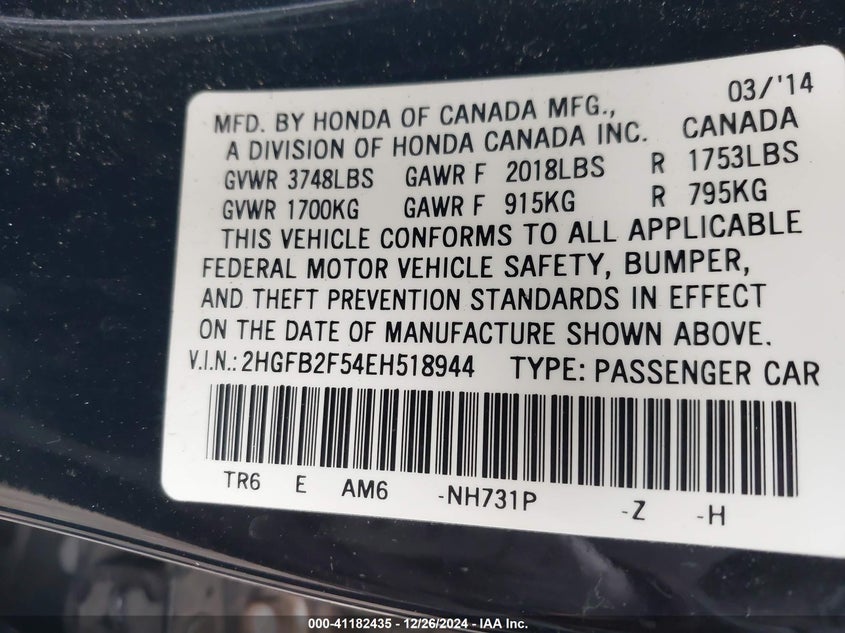 03/'14
MFD. BY HONDA OF CANADA MFG.,
A DIVISION OF HONDA CANADA INC. CANADA
GVWR 3748LBS GAWR F 2018LBS R 1753LBS
GVWR 1700KG GAWR F 915KG R 795KG
THIS VEHICLE CONFORMS TO ALL APPLICABLE
FEDERAL MOTOR VEHICLE SAFETY, BUMPER,
AND THEFT PREVENTION STANDARDS IN EFFECT
ON THE DATE OF MANUFACTURE SHOWN ABOVE.
V.I.N.: 2HGFB2F54EH518944 TYPE: PASSENGER CAR
TR6 E AM6 -NH731P -Z -H
000-41182435 - 12/26/2024 - IAA Inc.